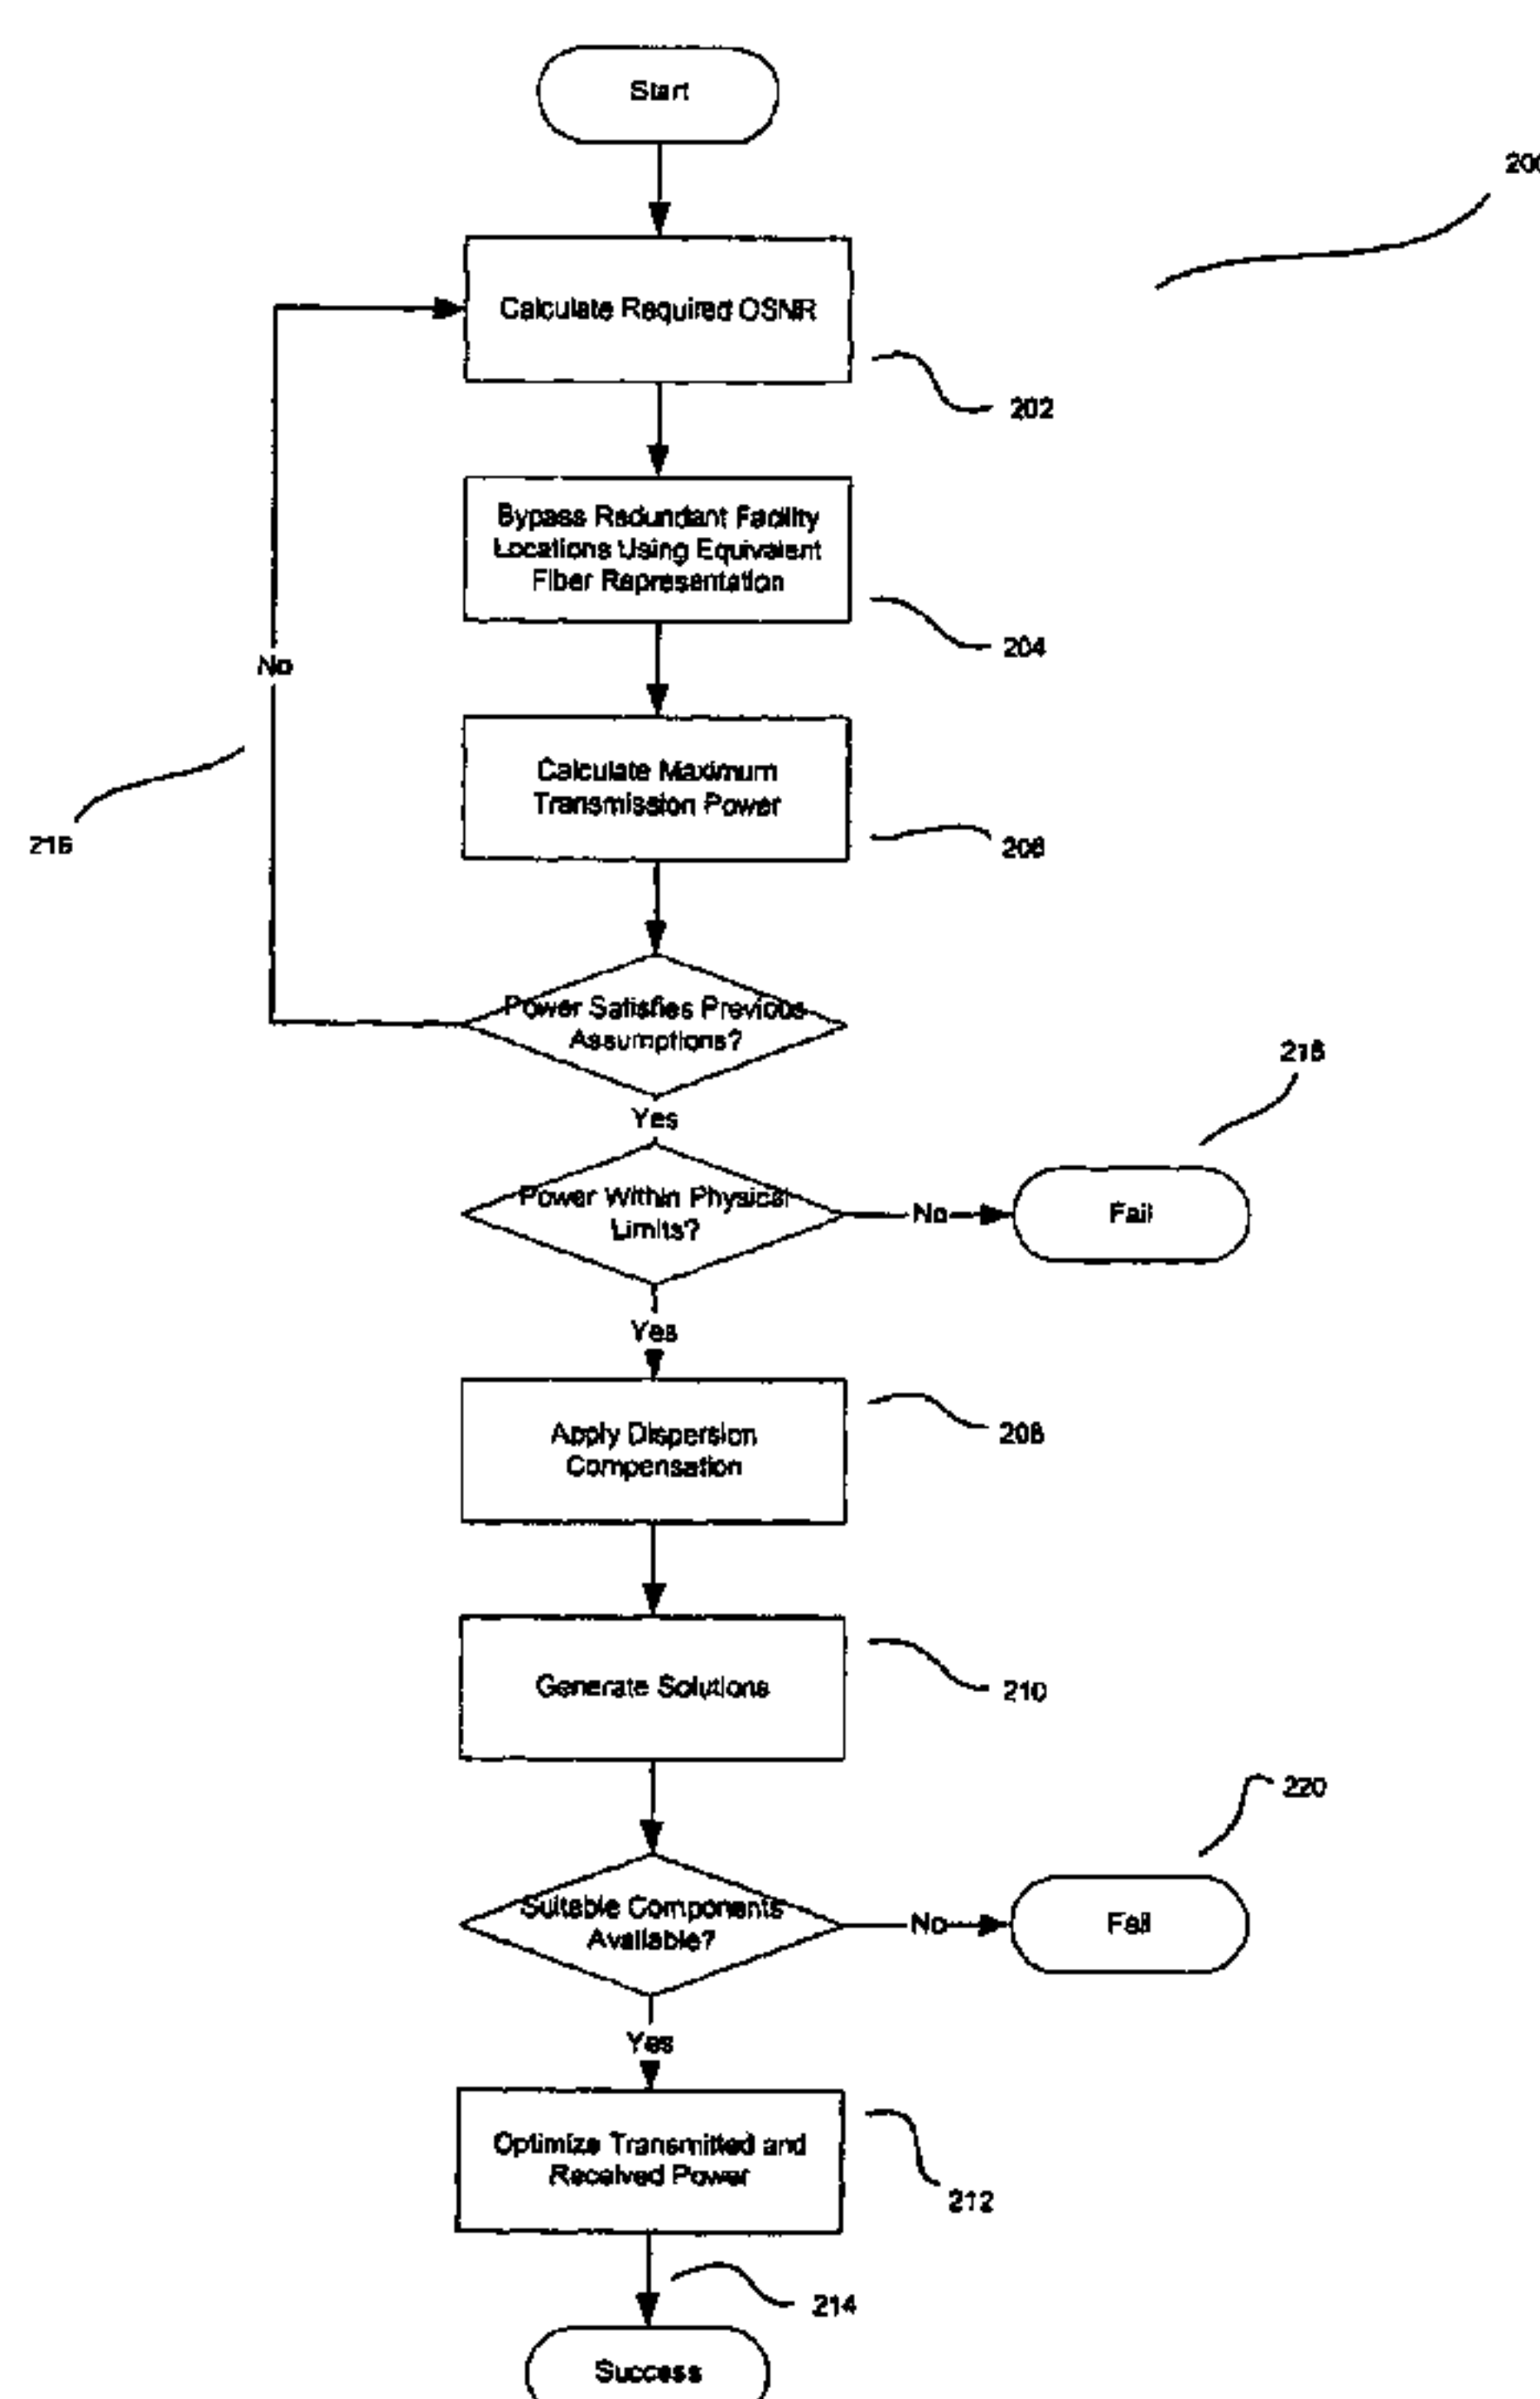 Start
200
Calculate Required OSNR
202
Bypass Redundant Facility
Locations Using Equivalent
Fiber Representation
204
No
Calculate Maximum
Transmission Power
216
206
Power Satisfies Previous
Assumptions?
218
Yes
Power Within Physical
Limits?
No
Fail
Yes
Apply Dispersion
Compensation
208
Generate Solutions
210
220
Suitable Components
Available?
No
Fail
Yes
Optimize Transmitted and
Received Power
212
214
Success